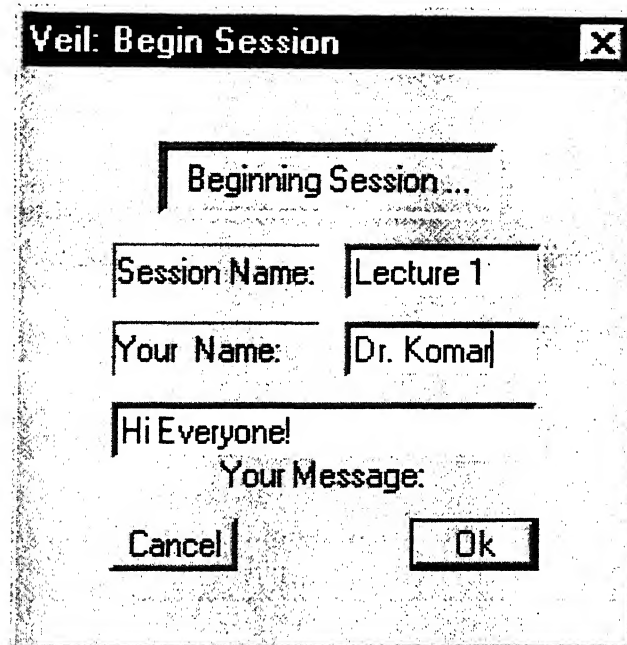 Veil: Begin Session
Beginning Session ...
Session Name: Lecture 1
Your Name: Dr. Komar
Hi Everyone!
Your Message:
Cancel Ok